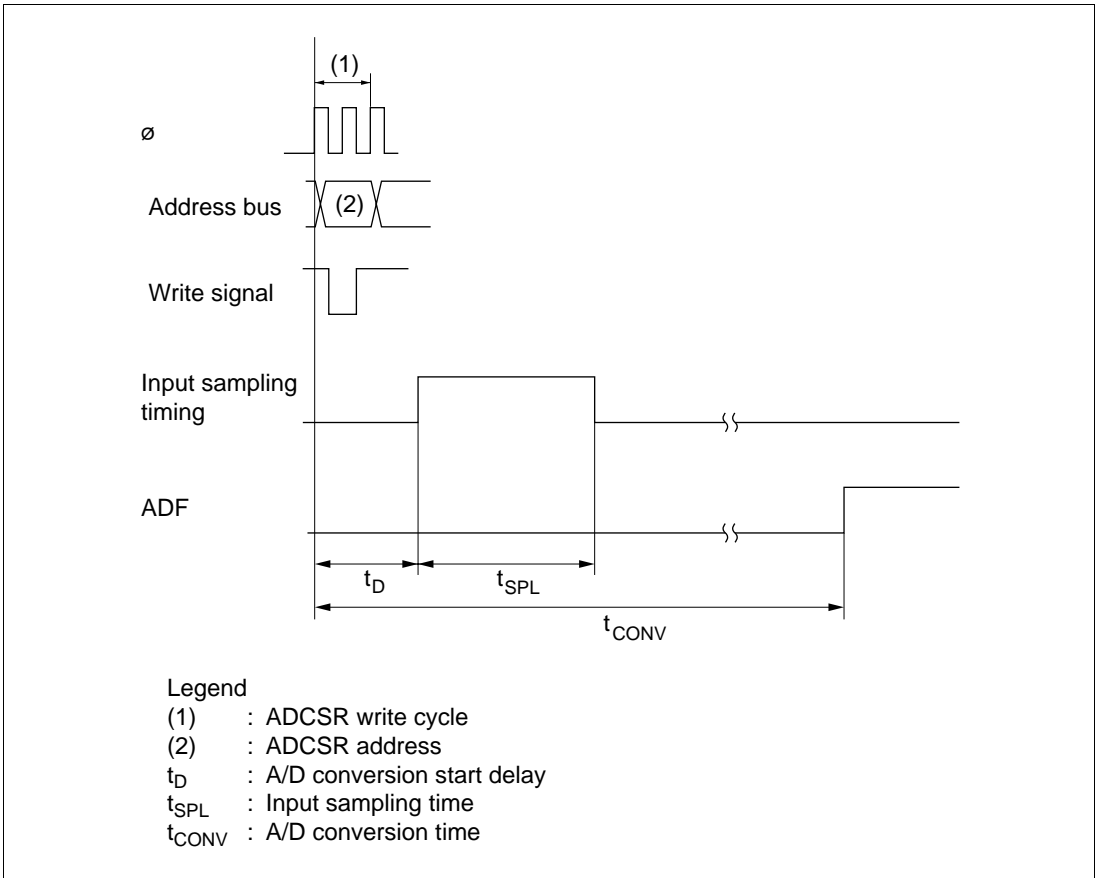 (1)
ø
Address bus
(2)
Write signal
Input sampling
timing
ADF
tD
tSPL
tCONV
Legend
(1) : ADCSR write cycle
(2) : ADCSR address
tD : A/D conversion start delay
tSPL : Input sampling time
tCONV : A/D conversion time